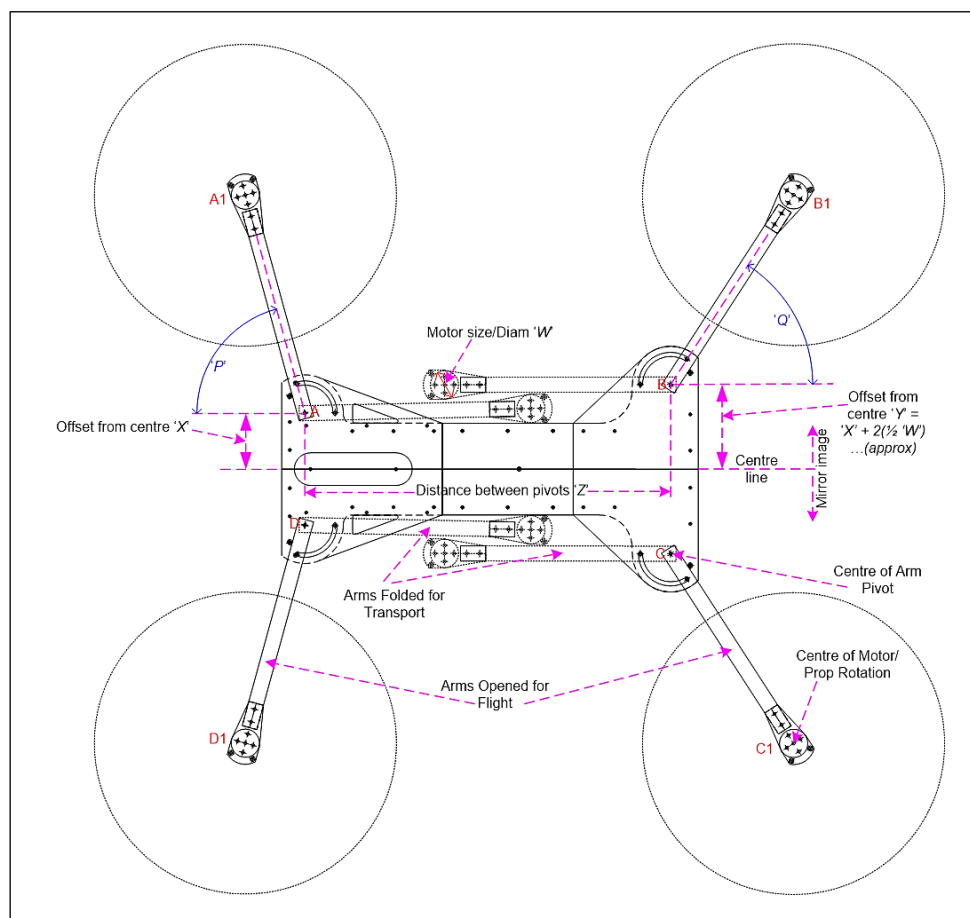 A1
B1
'Q'
Motor size/Diam 'W'
'P'
A
B
Offset from centre 'X'
Offset from
centre 'Y' =
'X' + 2(½ 'W')
…(approx)
Centre
line
Mirror image
Distance between pivots 'Z'
D
C
Arms Folded for
Transport
Centre of Arm
Pivot
Centre of Motor/
Prop Rotation
Arms Opened for
Flight
D1
C1